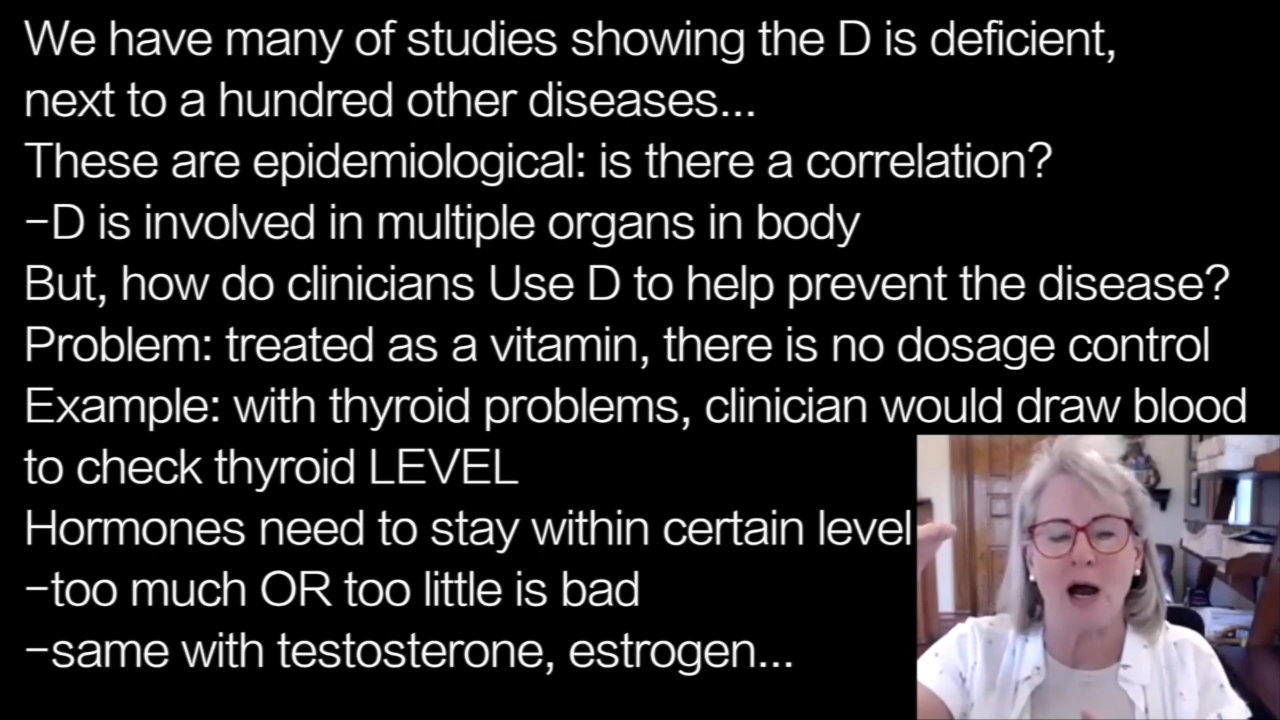 We have many of studies showing the D is deficient,
next to a hundred other diseases...
These are epidemiological: is there a correlation?
–D is involved in multiple organs in body
But, how do clinicians Use D to help prevent the disease?
Problem: treated as a vitamin, there is no dosage control
Example: with thyroid problems, clinician would draw blood
to check thyroid LEVEL
Hormones need to stay within certain level
–too much OR too little is bad
–same with testosterone, estrogen...